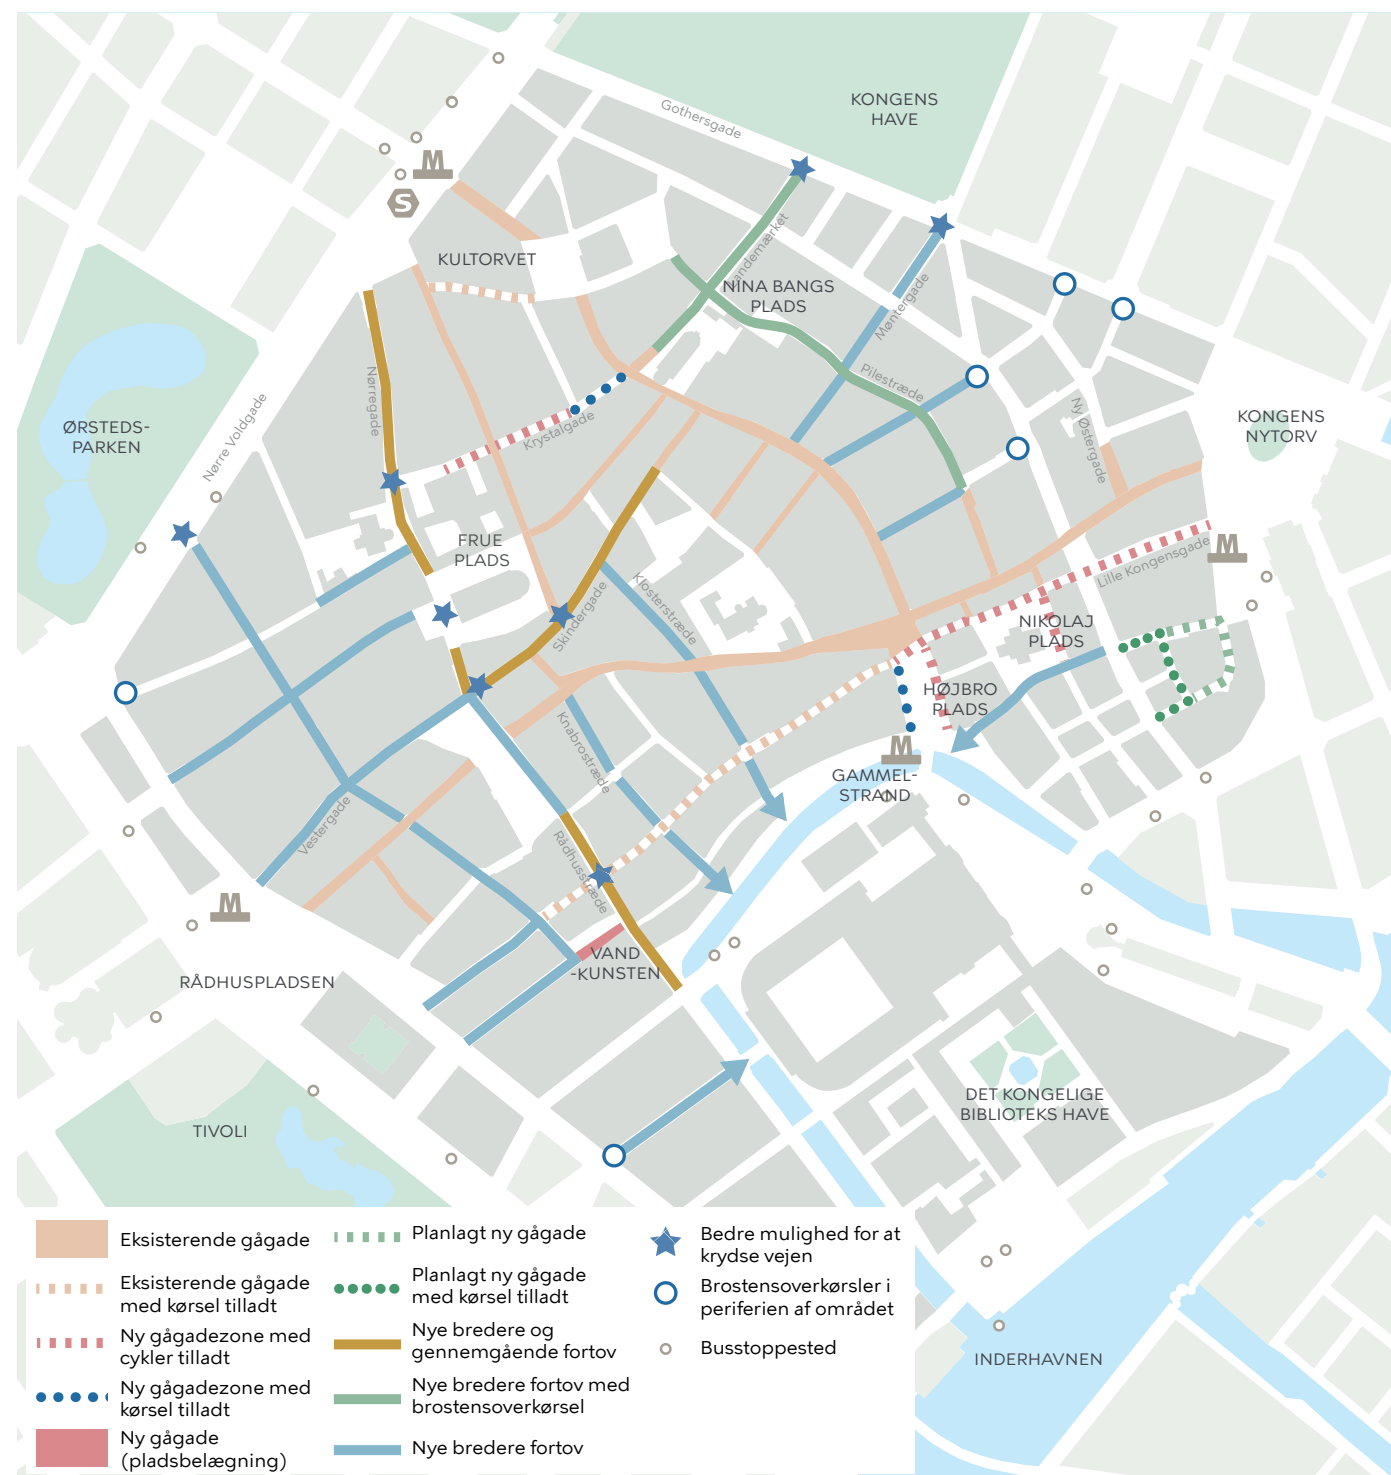 KONGENS
HAVE
Gothersgade
M
S
KULTORVET
Landemærket
NINA BANGS
PLADS
Møntergade
Pilestræde
Nørregade
Krystalgade
Ny Østergade
KONGENS
NYTORV
ØRSTEDS-
PARKEN
Nørre Voldgade
FRUE
PLADS
M
Lille Kongensgade
Klosterstræde
Skindergade
NIKOLAJ
PLADS
HØJBRO
PLADS
Knabrostræde
M
GAMMEL-
STRAND
Vestergade
Rådhusstræde
M
VAND
-KUNSTEN
RÅDHUSPLADSEN
DET KONGELIGE
BIBLIOTEKS HAVE
TIVOLI
INDERHAVNEN
Eksisterende gågade
Eksisterende gågade
med kørsel tilladt
Ny gågadezone med
cykler tilladt
Ny gågadezone med
kørsel tilladt
Ny gågade
(pladsbelægning)
Planlagt ny gågade
Planlagt ny gågade
med kørsel tilladt
Nye bredere og
gennemgående fortov
Nye bredere fortov med
brostensoverkørsel
Nye bredere fortov
Bedre mulighed for at
krydse vejen
Brostensoverkørsler i
periferien af området
Busstoppested